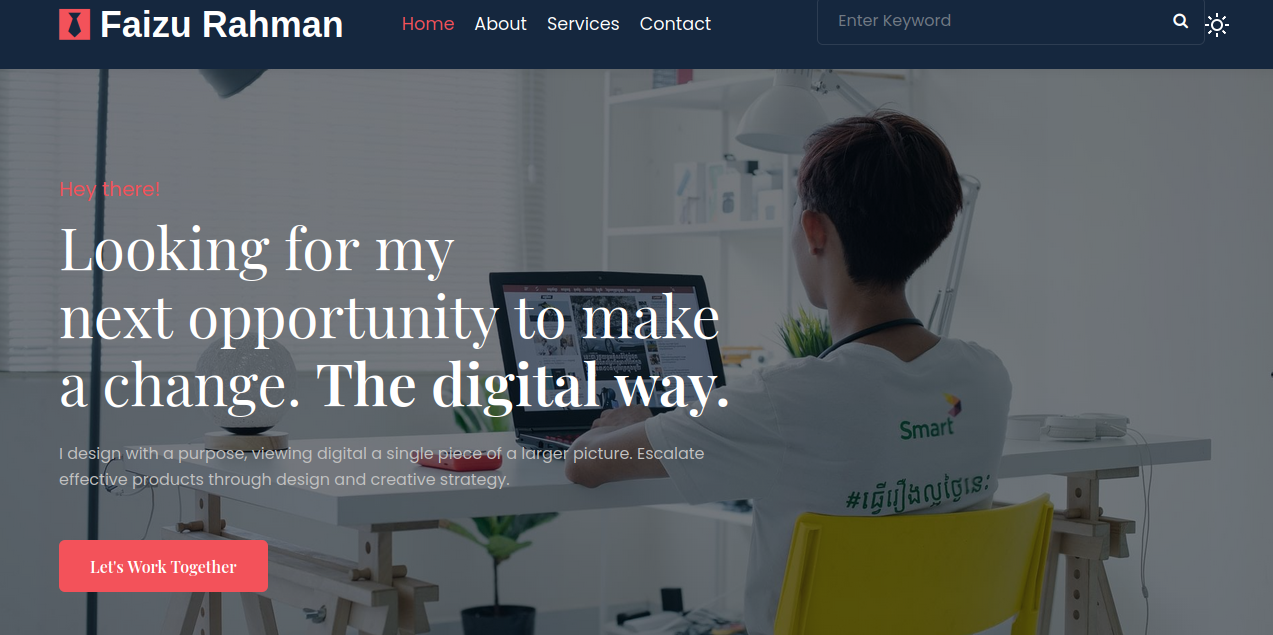 Faizu Rahman
Home About Services Contact
Enter Keyword
Hey there!
Looking for my
next opportunity to make
a change. The digital way.
I design with a purpose, viewing digital a single piece of a larger picture. Escalate
effective products through design and creative strategy.
Let's Work Together
Smart
#ធ្វើរឿងល្អថ្ងៃនេះ